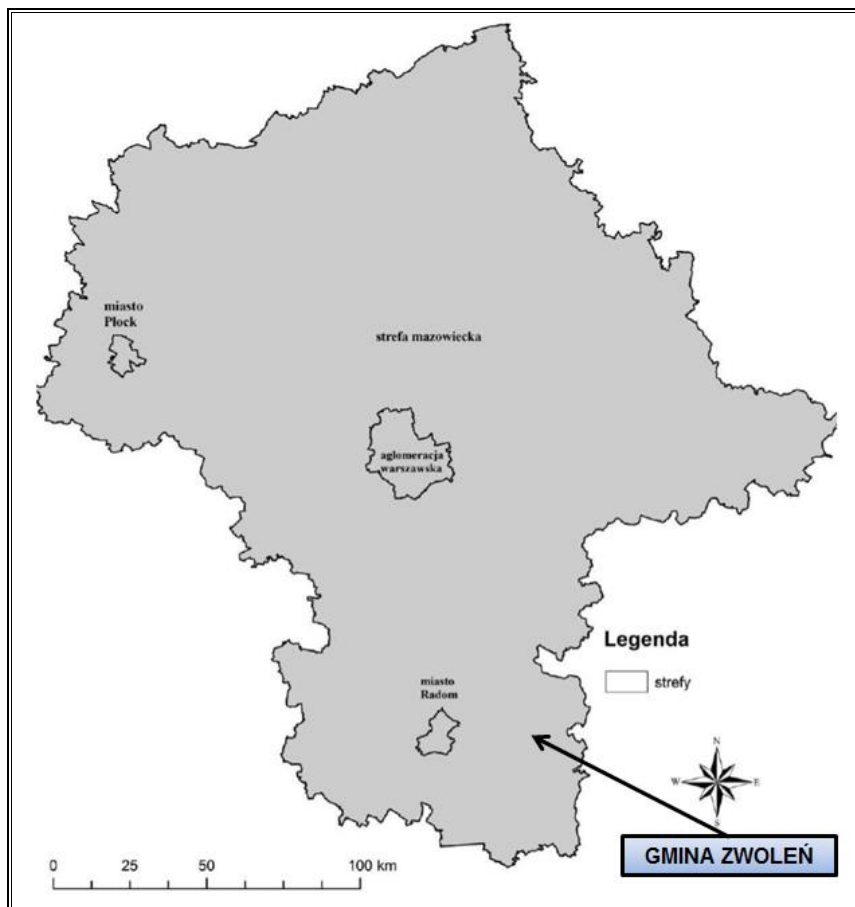 miasto
Płock
strefa mazowiecka
aglomeracja
warszawska
miasto
Radom
Legenda
strefy
N
W E
S
0 25 50 100 km
GMINA ZWOLEŃ